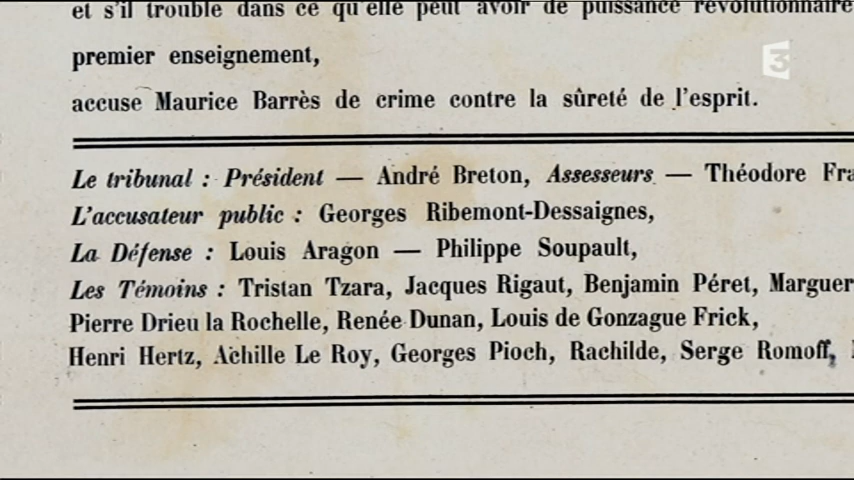 et s'il trouble dans ce qu'elle peut avoir de puissance révolutionnaire
3
premier enseignement,
accuse Maurice Barrès de crime contre la sûreté de l'esprit.
Le tribunal : Président — André Breton, Assesseurs — Théodore Fra
L'accusateur public : Georges Ribemont-Dessaignes,
La Défense : Louis Aragon — Philippe Soupault,
Les Témoins : Tristan Tzara, Jacques Rigaut, Benjamin Péret, Marguer
Pierre Drieu la Rochelle, Renée Dunan, Louis de Gonzague Frick,
Henri Hertz, Achille Le Roy, Georges Pioch, Rachilde, Serge Romoff,